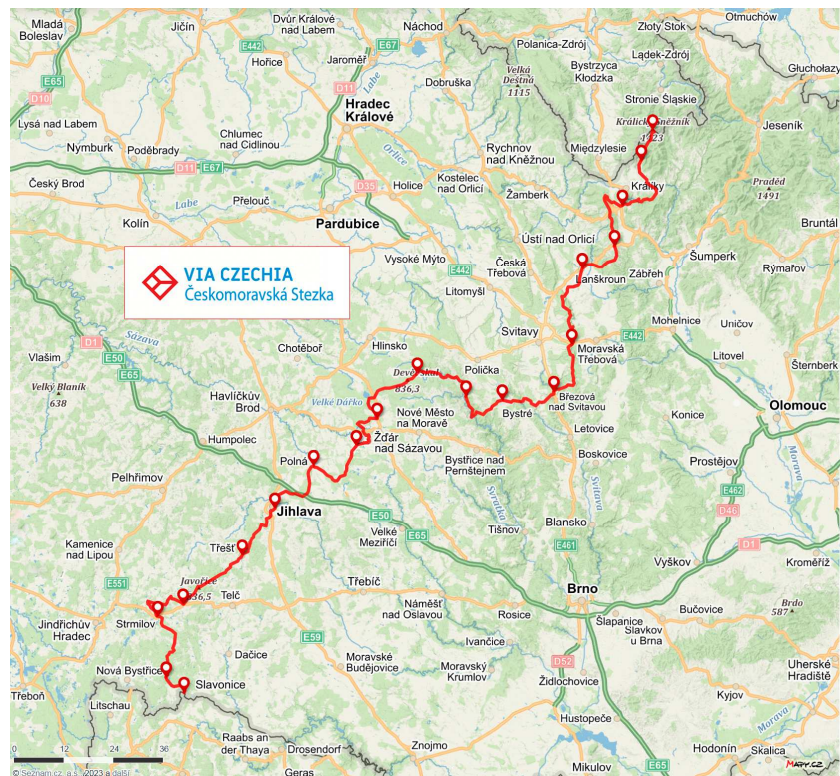 Mladá
Boleslav
Jičín
Dvůr Králové
nad Labem
Náchod
Polanica-Zdrój
Złoty Stok
Otmuchów
E442
Hořice
Jaroměř
E67
Velká
Deštná
1115
Bystrzyca
Kłodzka
Lądek-Zdrój
Głuchołazy
E65
D10
D11
Labe
Dobruška
Stronie Śląskie
Hradec
Králové
Králický Sněžník
1423
Jeseník
Lysá nad Labem
Nymburk
Poděbrady
Chlumec
nad Cidlinou
Orlice
Rychnov
nad Kněžnou
Międzylesie
D11
E67
D35
Holice
Kostelec
nad Orlicí
Žamberk
Králíky
Praděd
1491
Český Brod
Labe
Přelouč
Kolín
Pardubice
Bruntál
Ústí nad Orlicí
VIA CZECHIA
Českomoravská Stezka
Vysoké Mýto
E442
Česká
Třebová
Lanškroun
Zábřeh
Šumperk
Rýmařov
Litomyšl
D1
E50
Sázava
Svitavy
E442
Mohelnice
Uničov
Vlašim
Chotěboř
Hlinsko
Moravská
Třebová
Litovel
Šternberk
E65
Velký Blaník
638
Velké Dářko
Devět skal
836,3
Polička
Havlíčkův
Brod
Nové Město
na Moravě
Bystré
Březová
nad Svitavou
Konice
Olomouc
Humpolec
Žďár
nad Sázavou
Letovice
Boskovice
Polná
Bystřice nad
Pernštejnem
Prostějov
Morava
Pelhřimov
Svratka
Svitava
E462
D46
Jihlava
E50
Kamenice
nad Lipou
Velké
Meziříčí
E65
Tišnov
Blansko
Třešť
E461
D1
Vyškov
Kroměříž
E551
Javořice
836,5
Telč
Třebíč
Brno
Náměšť
nad Oslavou
Rosice
Bučovice
Brdo
587
Jindřichův
Hradec
Strmilov
Šlapanice
Slavkov
u Brna
E59
Ivančice
Dačice
Moravské
Budějovice
Moravský
Krumlov
D52
Uherské
Hradiště
Nová Bystřice
Židlochovice
Třeboň
Slavonice
Kyjov
Litschau
Hustopeče
Morava
Raabs an
der Thaya
Drosendorf
Znojmo
Hodonín
Skalica
0
12
24
36
Mikulov
Mapy.cz
© Seznam.cz, a.s., 2023 a další
Geras